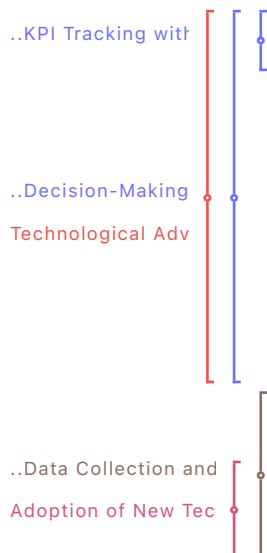 ..KPI Tracking with
..Decision-Making
Technological Adv
..Data Collection and
Adoption of New Tec